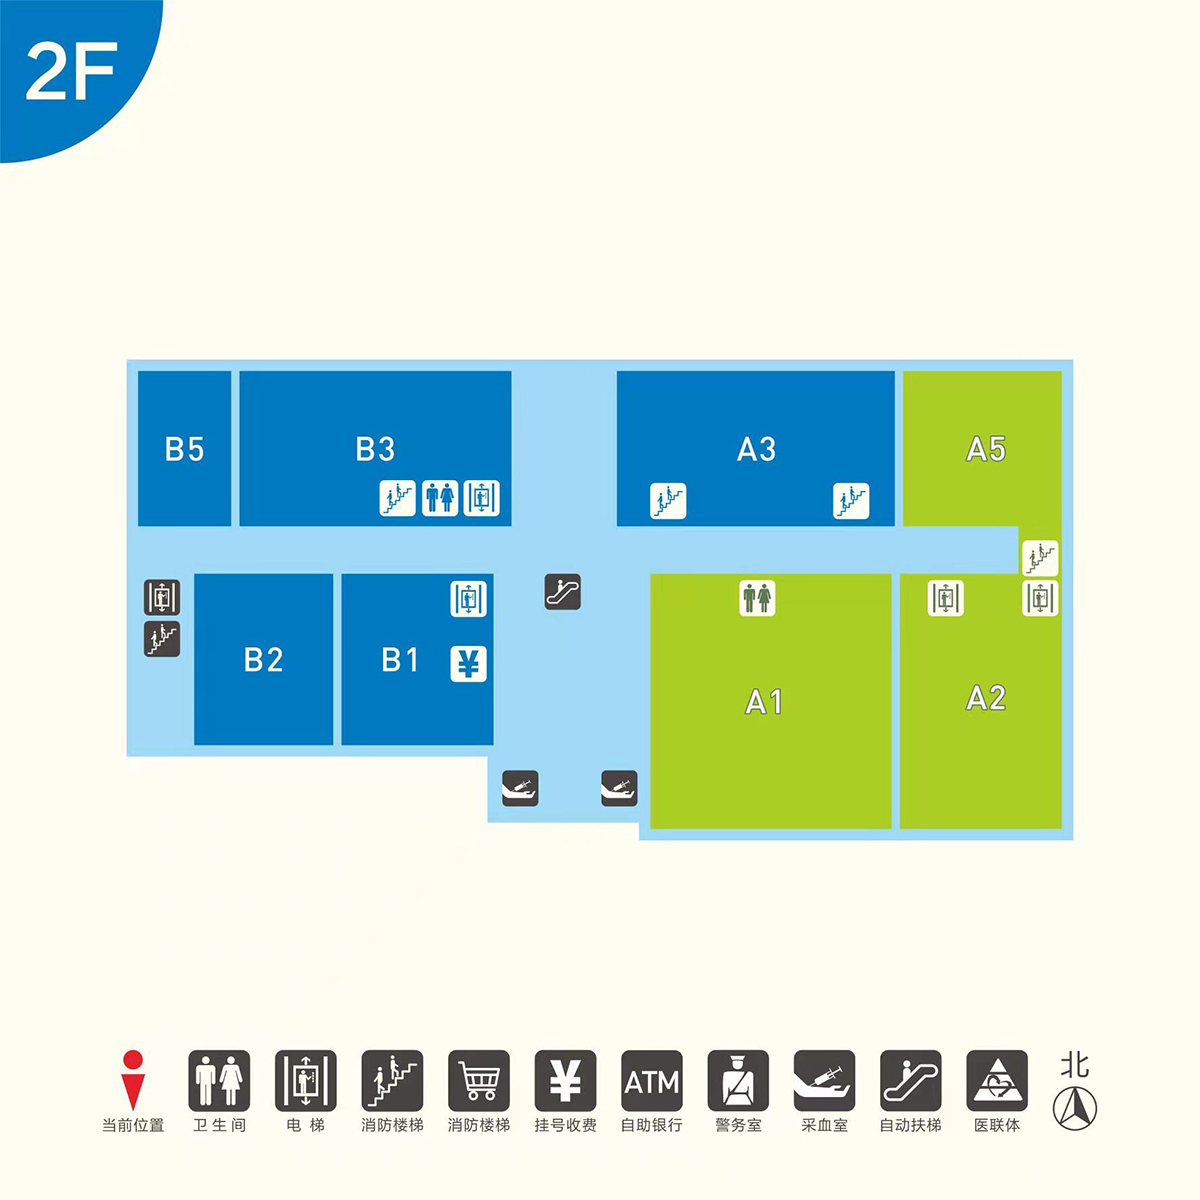 2F
B5
B3
A3
A5
B2
B1
¥
A1
A2
北
¥
ATM
当前位置
卫生间
电 梯
消防楼梯
消防楼梯
挂号收费
自助银行
警务室
采血室
自动扶梯
医联体